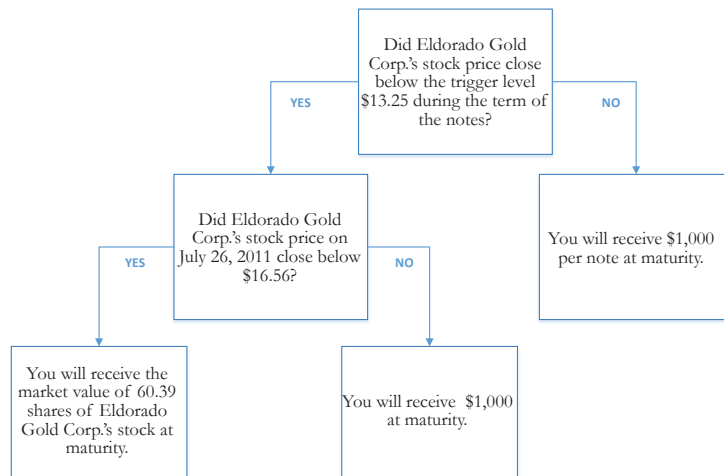 Did Eldorado Gold
Corp.'s stock price close
below the trigger level
$13.25 during the term of
the notes?
YES
NO
Did Eldorado Gold
Corp.'s stock price on
July 26, 2011 close below
$16.56?
You will receive $1,000
per note at maturity.
YES
NO
You will receive the
market value of 60.39
shares of Eldorado
Gold Corp.'s stock at
maturity.
You will receive $1,000
at maturity.